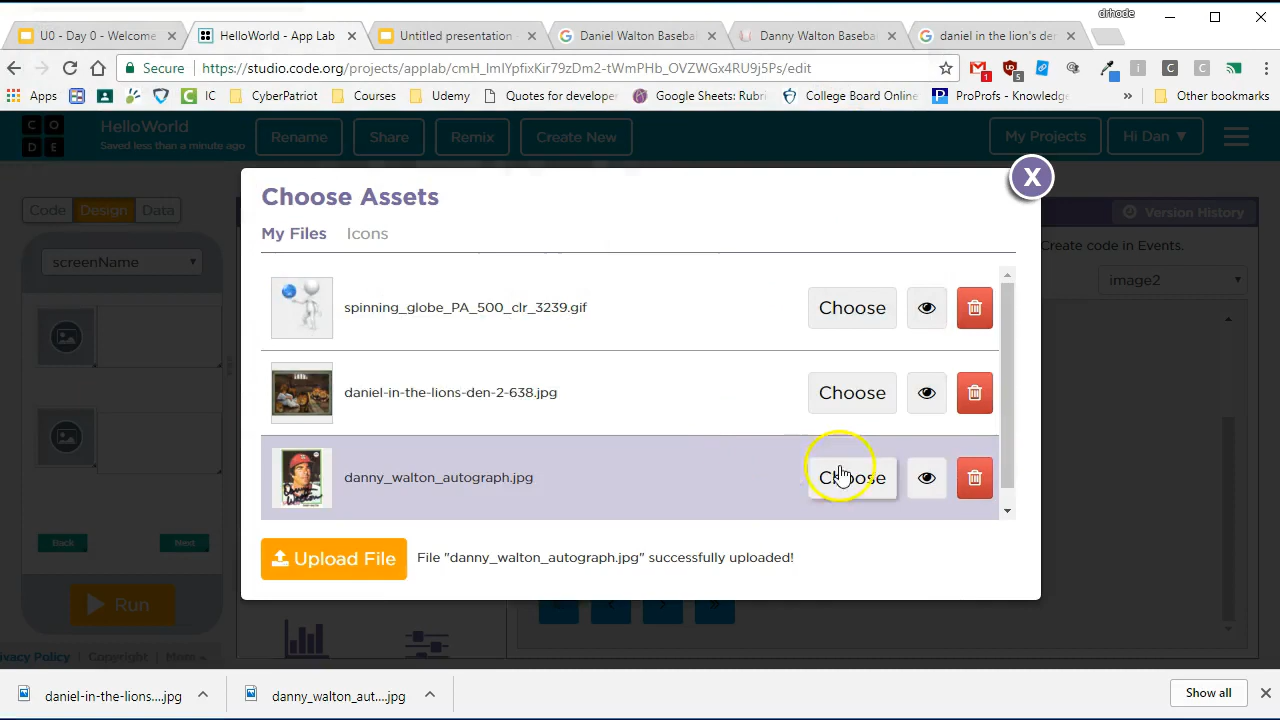 drhode
U0 - Day 0 - Welcome
HelloWorld - App Lab
Untitled presentation
Daniel Walton Baseba
Danny Walton Baseba
daniel in the lion's den
Secure
https://studio.code.org/projects/applab/cmH_ImlYpfixKir79zDm2-tWmPHb_OVZWGx4RU9j5Ps/edit
Apps IC CyberPatriot Courses Udemy Quotes for develope Google Sheets: Rubri College Board Online ProProfs - Knowledg » Other bookmarks
C O D E
HelloWorld
Saved less than a minute ago
Rename
Share
Remix
Create New
My Projects
Hi Dan ▼
Choose Assets
X
My Files Icons
Code Design Data
Version History
Create code in Events.
screenName
image2
spinning_globe_PA_500_clr_3239.gif
Choose
daniel-in-the-lions-den-2-638.jpg
Choose
danny_walton_autograph.jpg
Choose
Back
Next
Upload File
File "danny_walton_autograph.jpg" successfully uploaded!
Run
ivacy Policy | Copyright | More
daniel-in-the-lions....jpg
danny_walton_aut....jpg
Show all